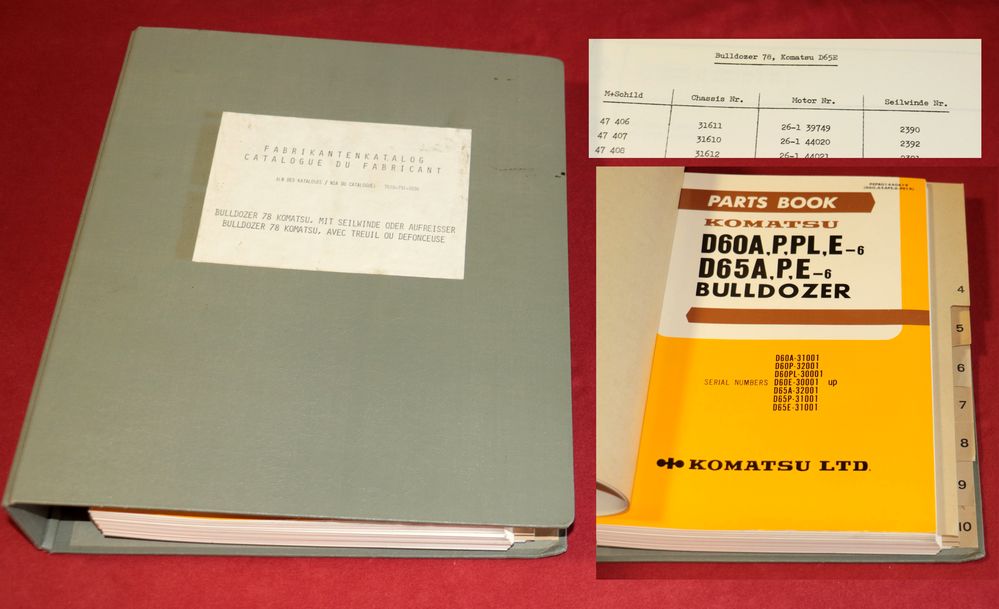 FABRIKANTENKATALOG
CATALOGUE DU FABRICANT
BULLDOZER 78 KOMATSU, MIT SEILWINDE ODER AUFREISSER
BULLDOZER 78 KOMATSU, AVEC TREUIL OU DEFONCEUSE
Bulldozer 78, Komatsu D65E
M+Schild Chassis Nr. Motor Nr. Seilwinde Nr.
47 406 31611 26-1 39749 2390
47 407 31610 26-1 44020 2392
47 408 31612 26-1 44021 2391
PARTS BOOK
KOMATSU
D60A,P,PL,E-6
D65A,P,E-6
BULLDOZER
D60A-31001
D60P-32001
D60PL-30001
SERIAL NUMBERS D60E-30001 up
D65A-32001
D65P-31001
D65E-31001
KOMATSU LTD.
4
5
6
7
8
9
10